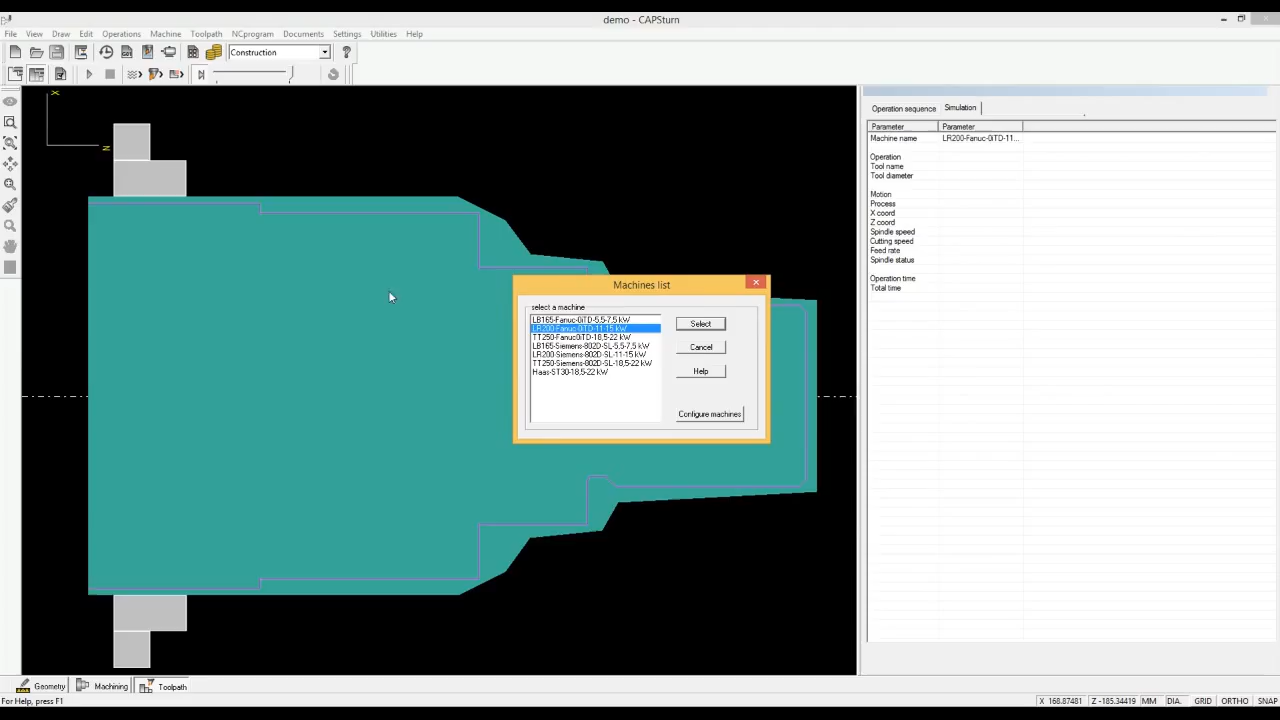 demo - CAPSturn
File View Draw Edit Operations Machine Toolpath NCprogram Documents Settings Utilities Help
Construction
X
Z
Operation sequence Simulation
Parameter Parameter
Machine name LR200-Fanuc-0iTD-11...
Operation
Tool name
Tool diameter
Motion
Process
X coord
Z coord
Spindle speed
Cutting speed
Feed rate
Spindle status
Operation time
Total time
Machines list
select a machine
LB165-Fanuc-0iTD-5,5-7,5 kW
LR200-Fanuc-0iTD-11-15 kW
TT250-Fanuc0iTD-18,5-22 kW
LB165-Siemens-802D-SL-5,5-7,5 kW
LR200-Siemens-802D-SL-11-15 kW
TT250-Siemens-802D-SL-18,5-22 kW
Haas-ST30-18,5-22 kW
Select
Cancel
Help
Configure machines
Geometry Machining Toolpath
For Help, press F1
X 168.87481 Z -185.34419 MM DIA. GRID ORTHO SNAP